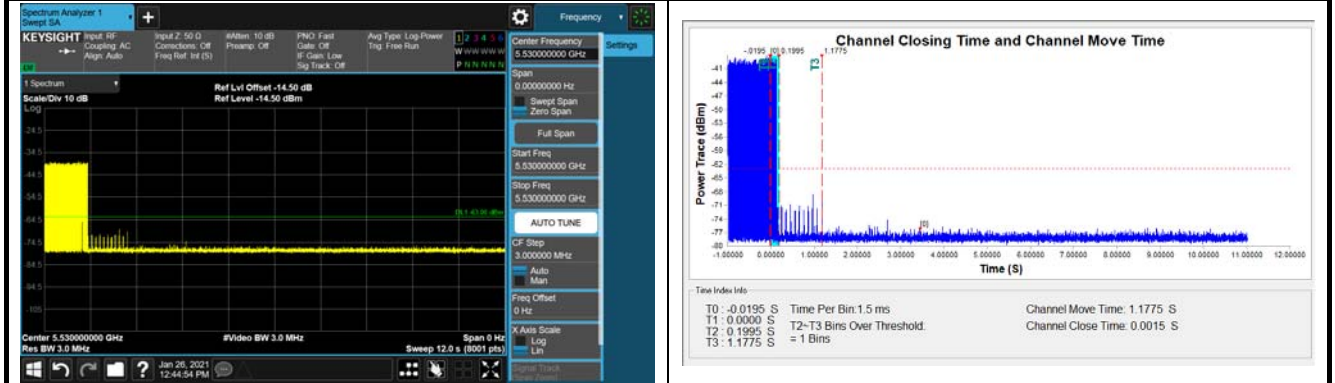 Spectrum Analyzer 1
Swept SA
Frequency
KEYSIGHT
Input: RF
Coupling: AC
Align: Auto
Input Z: 50 Ω
Corrections: Off
Freq Ref: Int (S)
#Atten: 10 dB
Preamp: Off
PNO: Fast
Gate: Off
IF Gain: Low
Sig Track: Off
Avg Type: Log-Power
Trig: Free Run
1 2 3 4 5 6
W W W W W W
P N N N N N
Center Frequency
5.530000000 GHz
Settings
Span
0.00000000 Hz
Swept Span
Zero Span
Full Span
Start Freq
5.530000000 GHz
Stop Freq
5.530000000 GHz
AUTO TUNE
CF Step
3.000000 MHz
Auto
Man
Freq Offset
0 Hz
X Axis Scale
Log
Lin
Signal Track
1 Spectrum
Scale/Div 10 dB
Log
Ref Lvl Offset -14.50 dB
Ref Level -14.50 dBm
-24.5
-34.5
-44.5
-54.5
-64.5
-74.5
-84.5
-94.5
-105
Center 5.530000000 GHz
Res BW 3.0 MHz
#Video BW 3.0 MHz
Span 0 Hz
Sweep 12.0 s (8001 pts)
Jan 26, 2021
12:44:54 PM
Channel Closing Time and Channel Move Time
-.0195 [0] 0.1995 1.1775
T3
Power Trace (dBm)
-41
-44
-47
-50
-53
-56
-59
-62
-65
-68
-71
-74
-77
-80
[0]
-1.00000 0.00000 1.00000 2.00000 3.00000 4.00000 5.00000 6.00000 7.00000 8.00000 9.00000 10.00000 11.00000 12.00000
Time (S)
Time Index Info
T0 : -0.0195 S
T1 : 0.0000 S
T2 : 0.1995 S
T3 : 1.1775 S
Time Per Bin:1.5 ms
T2~T3 Bins Over Threshold.
= 1 Bins
Channel Move Time: 1.1775 S
Channel Close Time: 0.0015 S